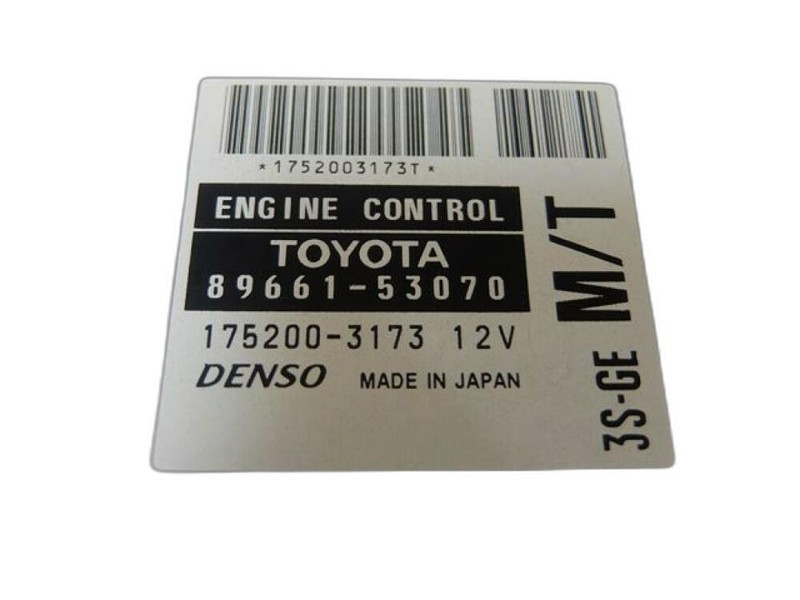 *1752003173T*
ENGINE CONTROL
TOYOTA
89661-53070
175200-3173 12V
DENSO MADE IN JAPAN
M/T
3S-GE